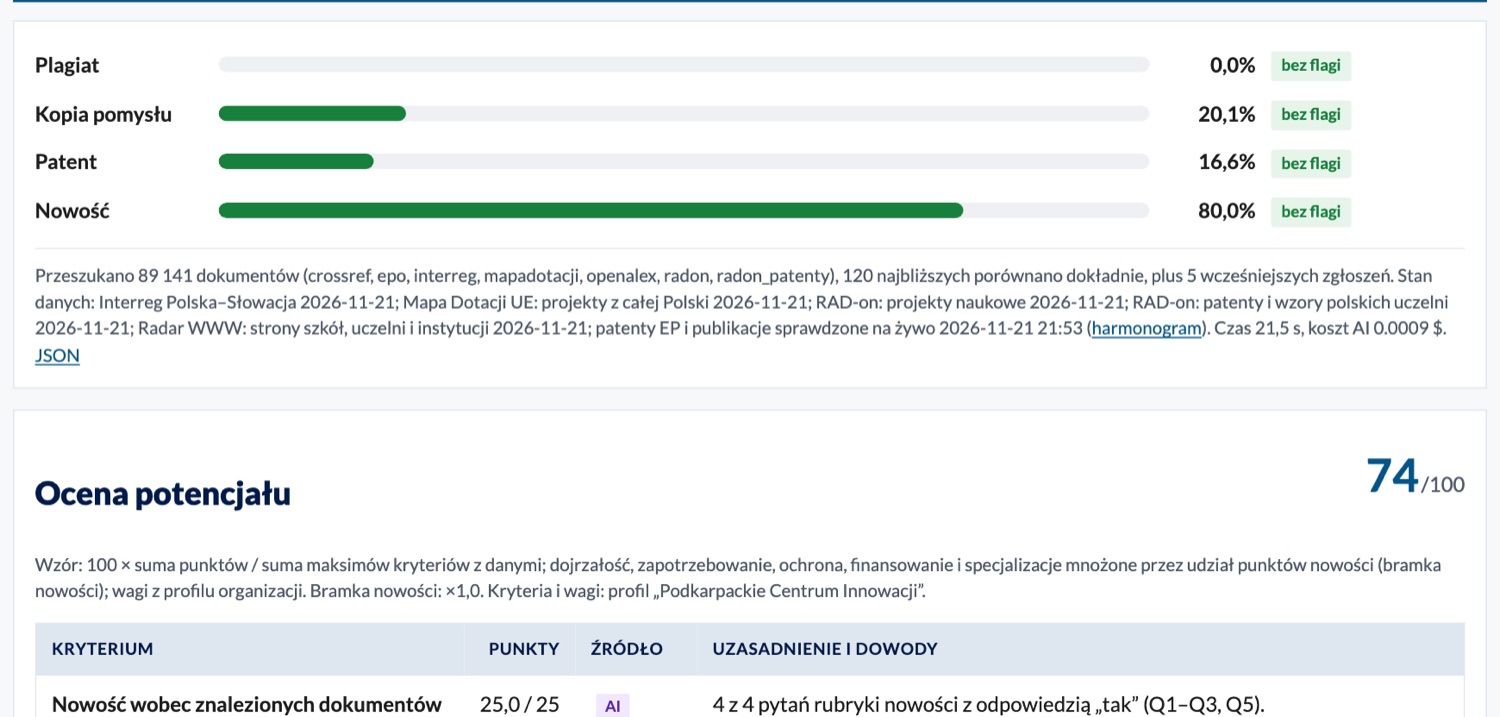 Plagiat 0,0% bez flagi
Kopia pomysłu 20,1% bez flagi
Patent 16,6% bez flagi
Nowość 80,0% bez flagi
Przeszukano 89 141 dokumentów (crossref, epo, interreg, mapadotacji, openalex, radon, radon_patenty), 120 najbliższych porównano dokładnie, plus 5 wcześniejszych zgłoszeń. Stan
danych: Interreg Polska–Słowacja 2026-11-21; Mapa Dotacji UE: projekty z całej Polski 2026-11-21; RAD-on: projekty naukowe 2026-11-21; RAD-on: patenty i wzory polskich uczelni
2026-11-21; Radar WWW: strony szkół, uczelni i instytucji 2026-11-21; patenty EP i publikacje sprawdzone na żywo 2026-11-21 21:53 (harmonogram). Czas 21,5 s, koszt AI 0.0009 $.
JSON
Ocena potencjału 74/100
Wzór: 100 × suma punktów / suma maksimów kryteriów z danymi; dojrzałość, zapotrzebowanie, ochrona, finansowanie i specjalizacje mnożone przez udział punktów nowości (bramka
nowości); wagi z profilu organizacji. Bramka nowości: ×1,0. Kryteria i wagi: profil „Podkarpackie Centrum Innowacji”.
KRYTERIUM PUNKTY ŹRÓDŁO UZASADNIENIE I DOWODY
Nowość wobec znalezionych dokumentów 25,0 / 25 AI 4 z 4 pytań rubryki nowości z odpowiedzią „tak” (Q1–Q3, Q5).